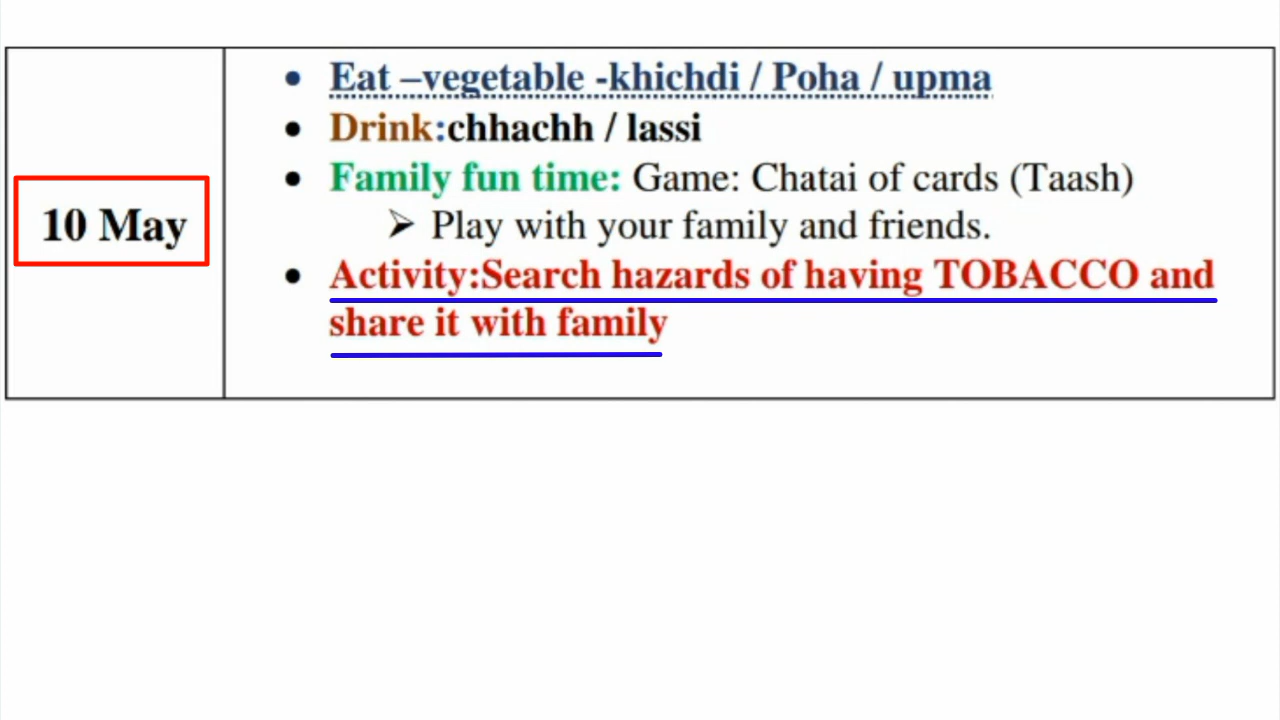 Eat –vegetable -khichdi / Poha / upma
Drink:chhachh / lassi
Family fun time: Game: Chatai of cards (Taash)
Play with your family and friends.
10 May
Activity:Search hazards of having TOBACCO and
share it with family